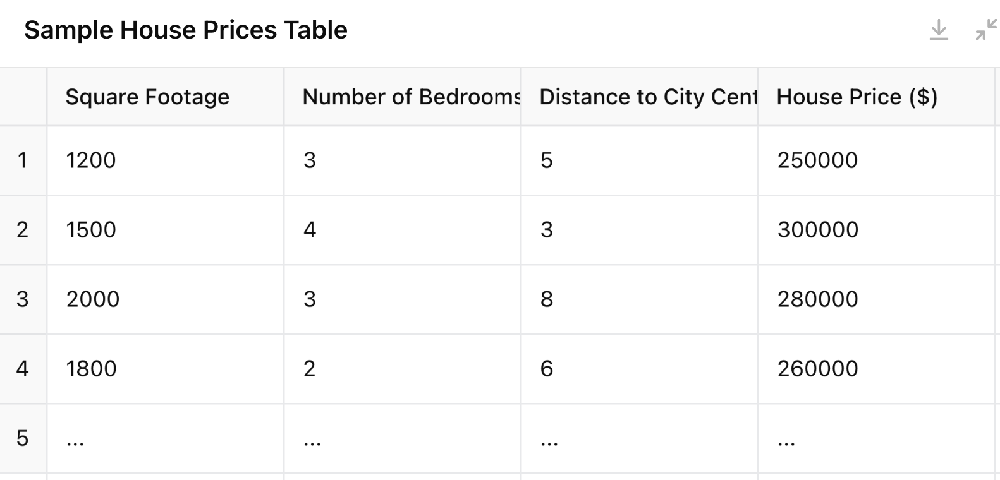 Sample House Prices Table
Square Footage Number of Bedrooms Distance to City Cent House Price ($)
1 1200 3 5 250000
2 1500 4 3 300000
3 2000 3 8 280000
4 1800 2 6 260000
5 ... ... ... ...